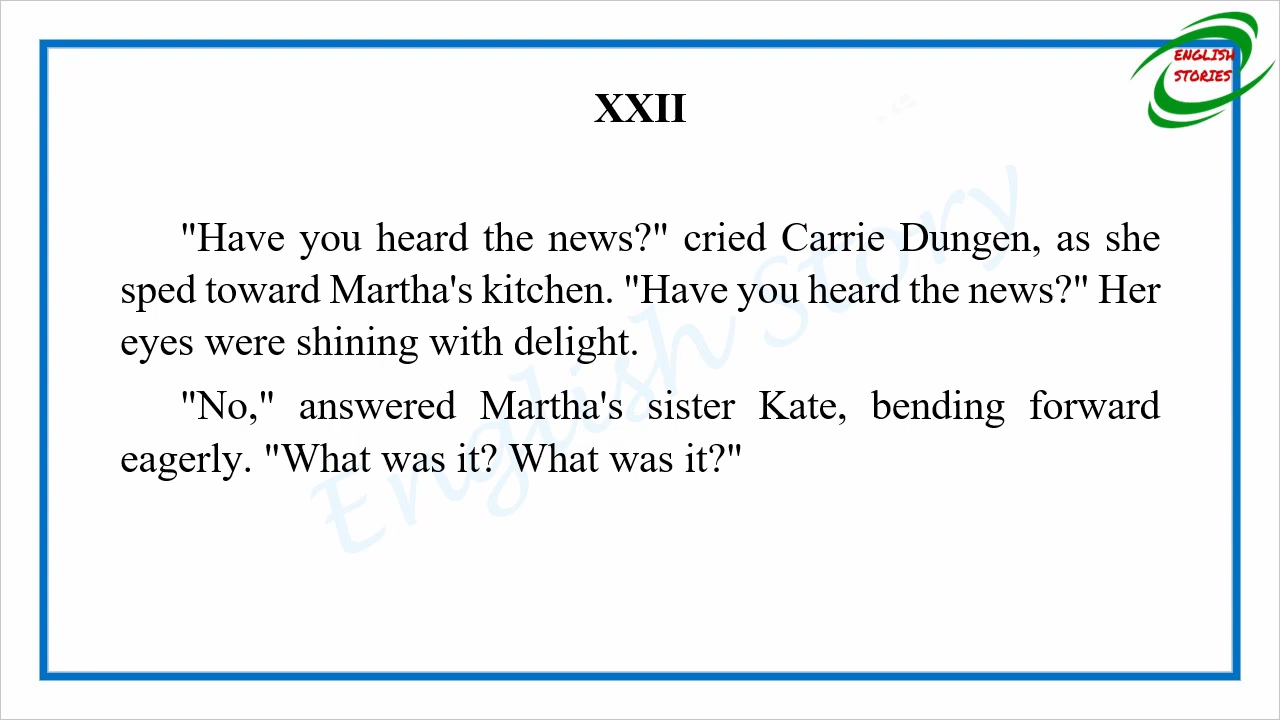 ENGLISH
STORIES
XXII
"Have you heard the news?" cried Carrie Dungen, as she
sped toward Martha's kitchen. "Have you heard the news?" Her
eyes were shining with delight.
"No," answered Martha's sister Kate, bending forward
eagerly. "What was it? What was it?"
English Story